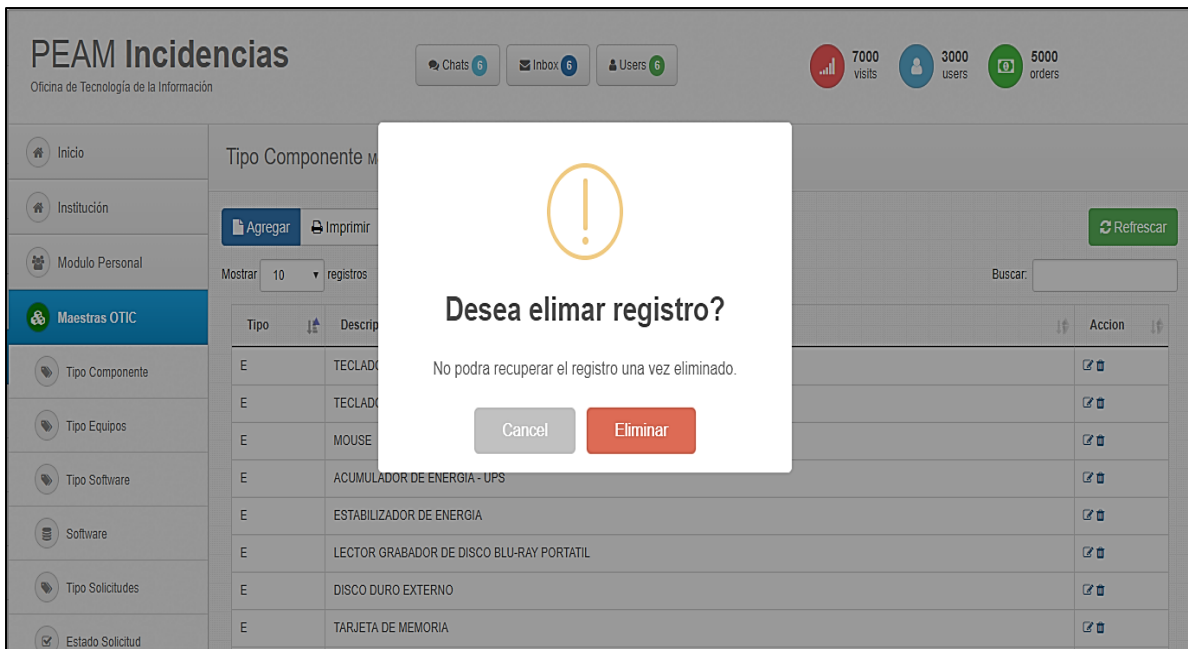 PEAM Incidencias
Oficina de Tecnología de la Información
Chats 6
Inbox 6
Users 6
7000 visits
3000 users
5000 orders
Inicio
Institución
Modulo Personal
Maestras OTIC
Tipo Componente
Tipo Equipos
Tipo Software
Software
Tipo Solicitudes
Estado Solicitud
Tipo Componente
Agregar Imprimir Refrescar
Mostrar 10 registros Buscar:
Tipo Accion
E
E
E MOUSE
E ACUMULADOR DE ENERGIA - UPS
E ESTABILIZADOR DE ENERGIA
E LECTOR GRABADOR DE DISCO BLU-RAY PORTATIL
E DISCO DURO EXTERNO
E TARJETA DE MEMORIA
Desea elimar registro?
No podra recuperar el registro una vez eliminado.
Cancel Eliminar